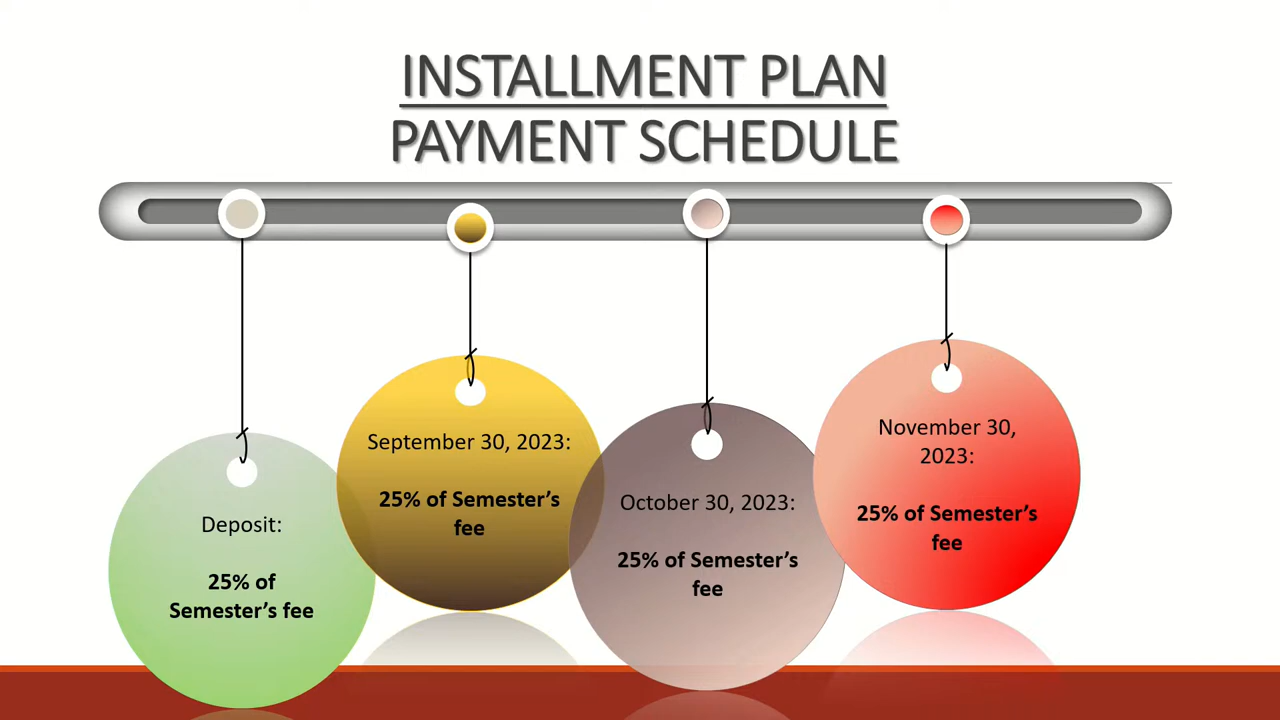 INSTALLMENT PLAN
PAYMENT SCHEDULE
Deposit:
25% of
Semester’s fee
September 30, 2023:
25% of Semester’s
fee
October 30, 2023:
25% of Semester’s
fee
November 30,
2023:
25% of Semester’s
fee